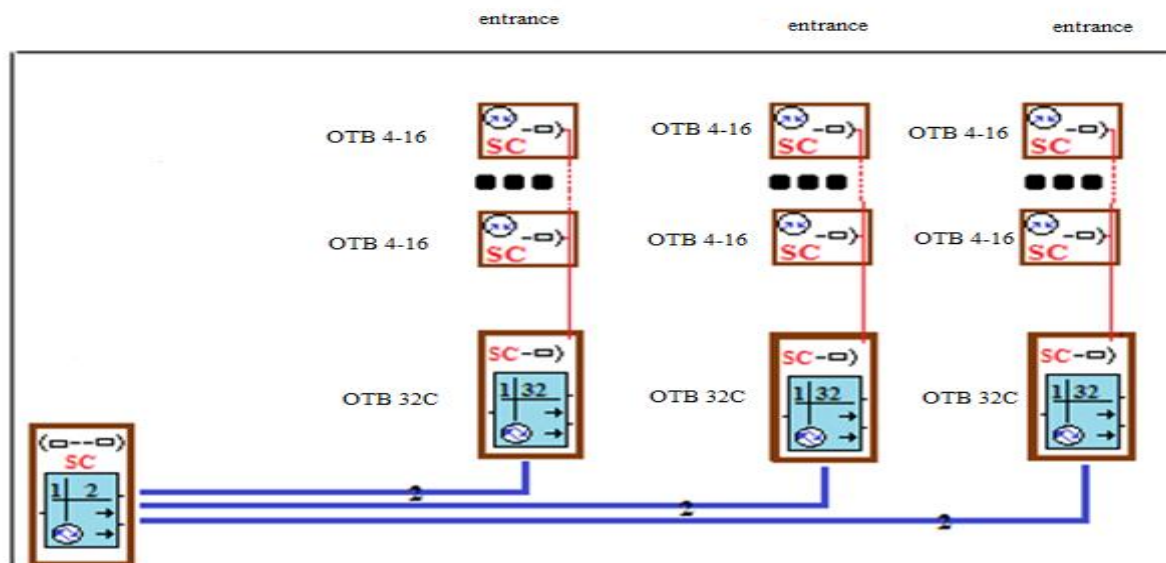 entrance
entrance
entrance
OTB 4-16
SC
OTB 4-16
SC
OTB 4-16
SC
OTB 4-16
SC
OTB 4-16
SC
OTB 4-16
SC
OTB 32C
SC
1 32
OTB 32C
SC
1 32
OTB 32C
SC
1 32
SC
1 2
2
2
2